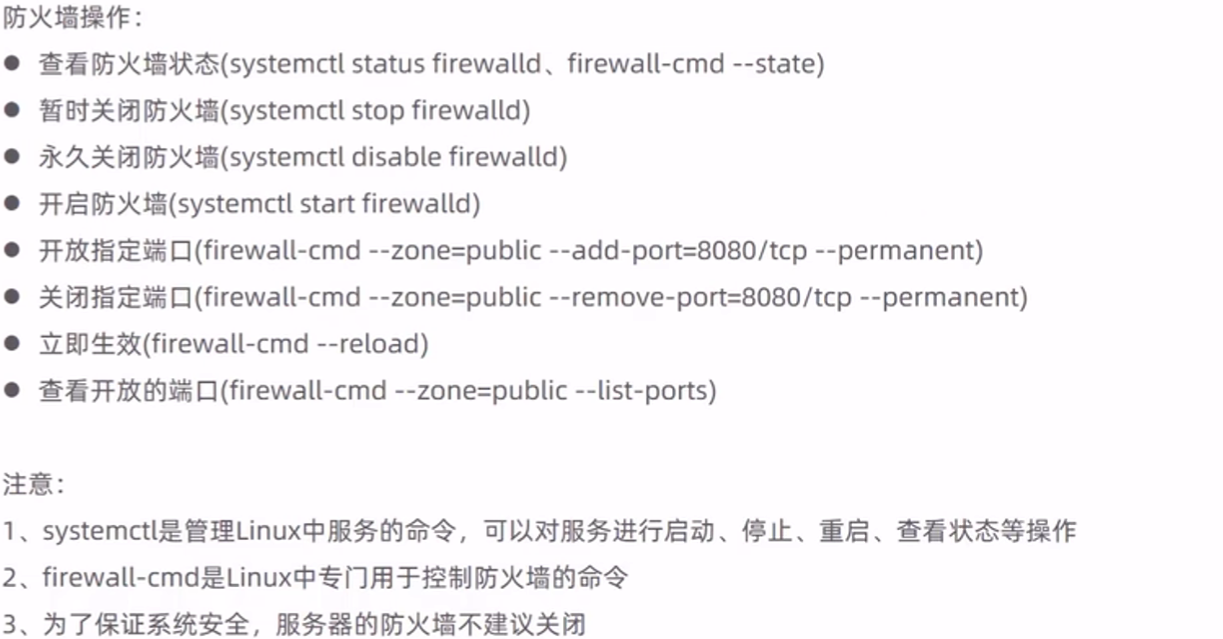 防火墙操作：
● 查看防火墙状态(systemctl status firewalld、firewall-cmd --state)
● 暂时关闭防火墙(systemctl stop firewalld)
● 永久关闭防火墙(systemctl disable firewalld)
● 开启防火墙(systemctl start firewalld)
● 开放指定端口(firewall-cmd --zone=public --add-port=8080/tcp --permanent)
● 关闭指定端口(firewall-cmd --zone=public --remove-port=8080/tcp --permanent)
● 立即生效(firewall-cmd --reload)
● 查看开放的端口(firewall-cmd --zone=public --list-ports)
注意：
1、systemctl是管理Linux中服务的命令，可以对服务进行启动、停止、重启、查看状态等操作
2、firewall-cmd是Linux中专门用于控制防火墙的命令
3、为了保证系统安全，服务器的防火墙不建议关闭